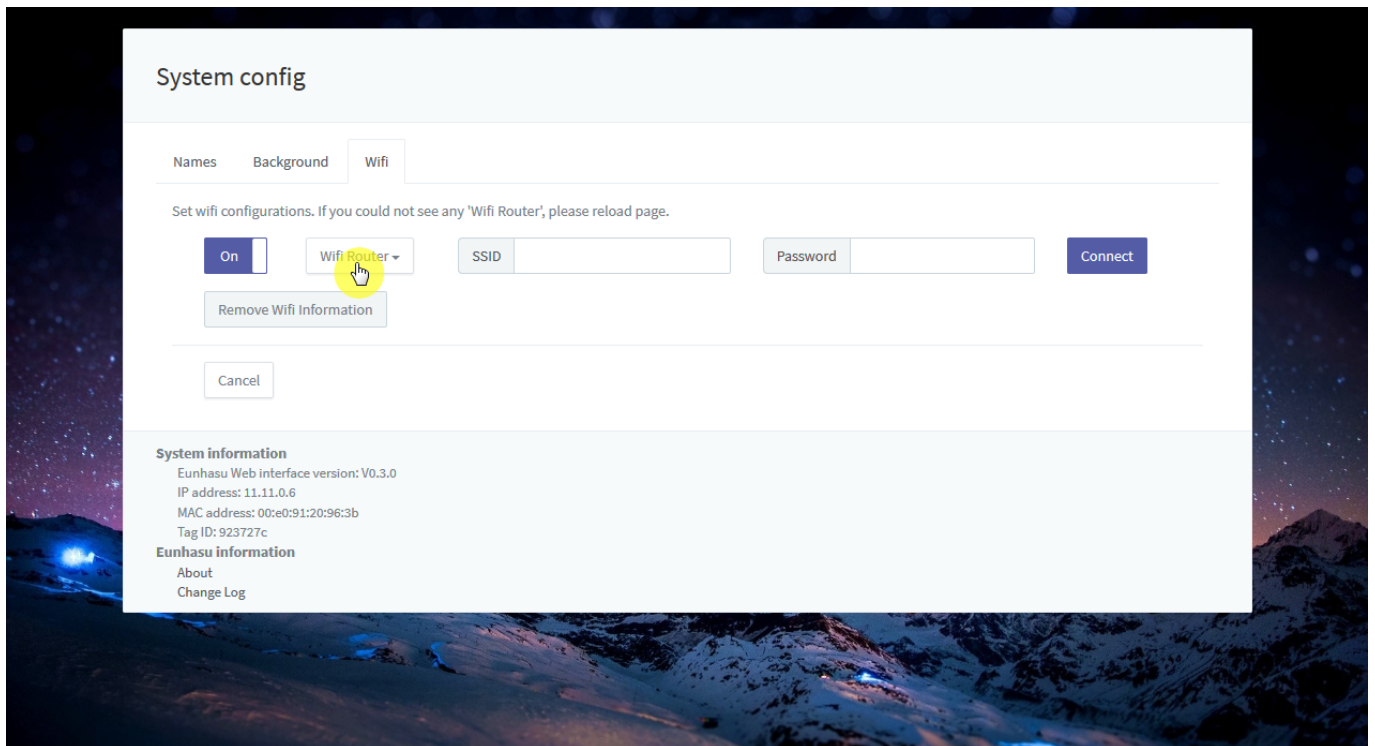 System config
Names Background Wifi
Set wifi configurations. If you could not see any 'Wifi Router', please reload page.
On Wifi Router SSID Password Connect
Remove Wifi Information
Cancel
System information
Eunhasu Web interface version: V0.3.0
IP address: 11.11.0.6
MAC address: 00:e0:91:20:96:3b
Tag ID: 923727c
Eunhasu information
About
Change Log